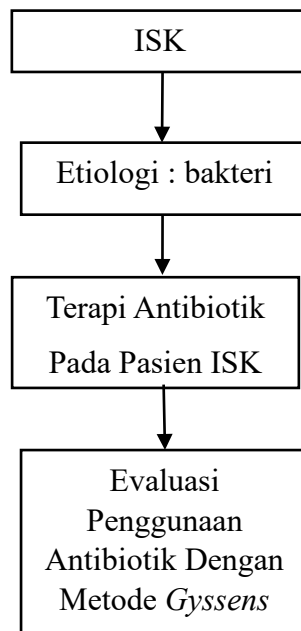 ISK
Etiologi : bakteri
Terapi Antibiotik
Pada Pasien ISK
Evaluasi
Penggunaan
Antibiotik Dengan
Metode Gyssens